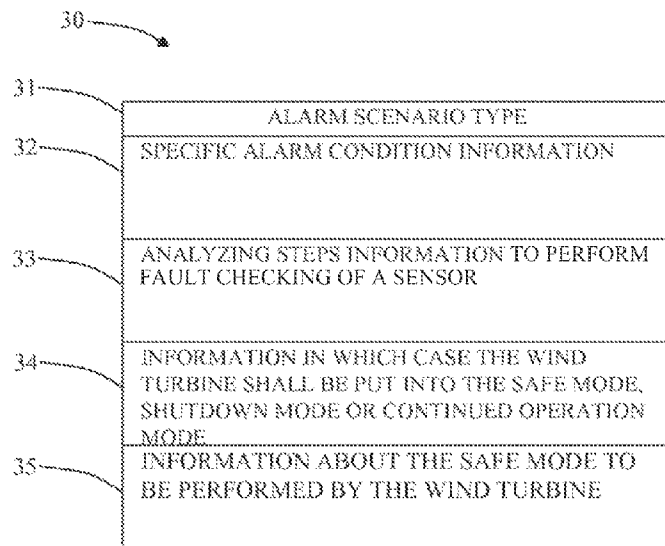 30
31
ALARM SCENARIO TYPE
32
SPECIFIC ALARM CONDITION INFORMATION
33
ANALYZING STEPS INFORMATION TO PERFORM
FAULT CHECKING OF A SENSOR
34
INFORMATION IN WHICH CASE THE WIND
TURBINE SHALL BE PUT INTO THE SAFE MODE,
SHUTDOWN MODE OR CONTINUED OPERATION
MODE
35
INFORMATION ABOUT THE SAFE MODE TO
BE PERFORMED BY THE WIND TURBINE